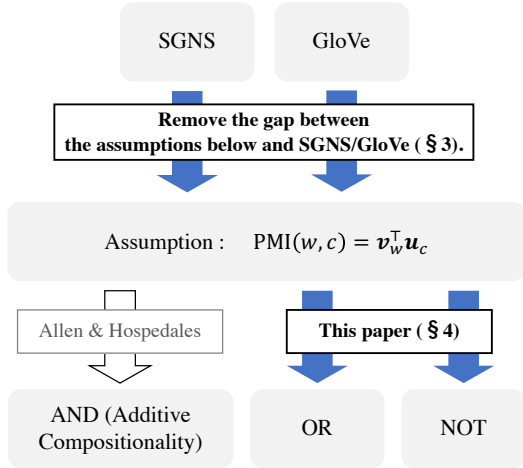 SGNS
GloVe
Remove the gap between
the assumptions below and SGNS/GloVe (§3).
Assumption : PMI(w, c) = v_w^⊤ u_c
Allen & Hospedales
This paper (§4)
AND (Additive
Compositionality)
OR
NOT